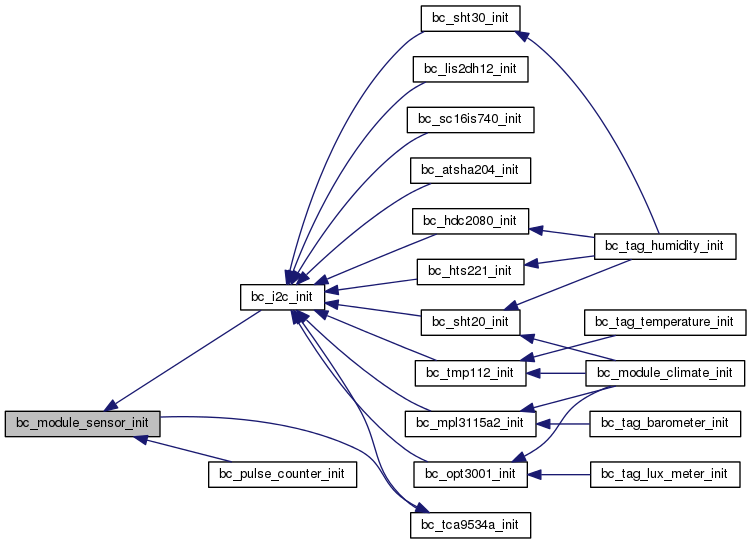 bc_sht30_init
bc_lis2dh12_init
bc_sc16is740_init
bc_atsha204_init
bc_hdc2080_init
bc_tag_humidity_init
bc_hts221_init
bc_i2c_init
bc_sht20_init
bc_tag_temperature_init
bc_tmp112_init
bc_module_climate_init
bc_module_sensor_init
bc_mpl3115a2_init
bc_tag_barometer_init
bc_pulse_counter_init
bc_opt3001_init
bc_tag_lux_meter_init
bc_tca9534a_init